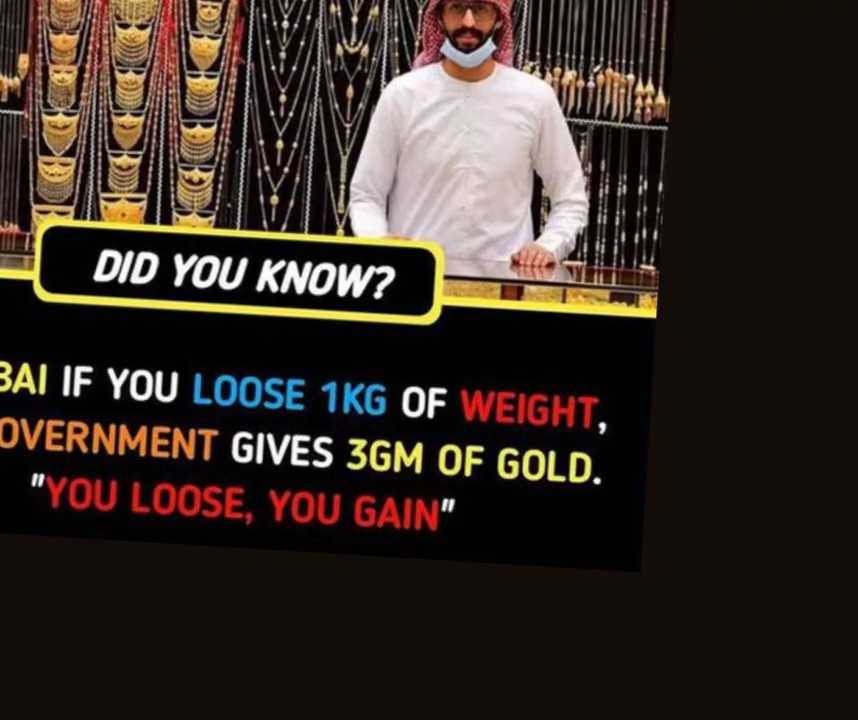 DID YOU KNOW?
BAI IF YOU LOOSE 1KG OF WEIGHT,
OVERNMENT GIVES 3GM OF GOLD.
"YOU LOOSE, YOU GAIN"